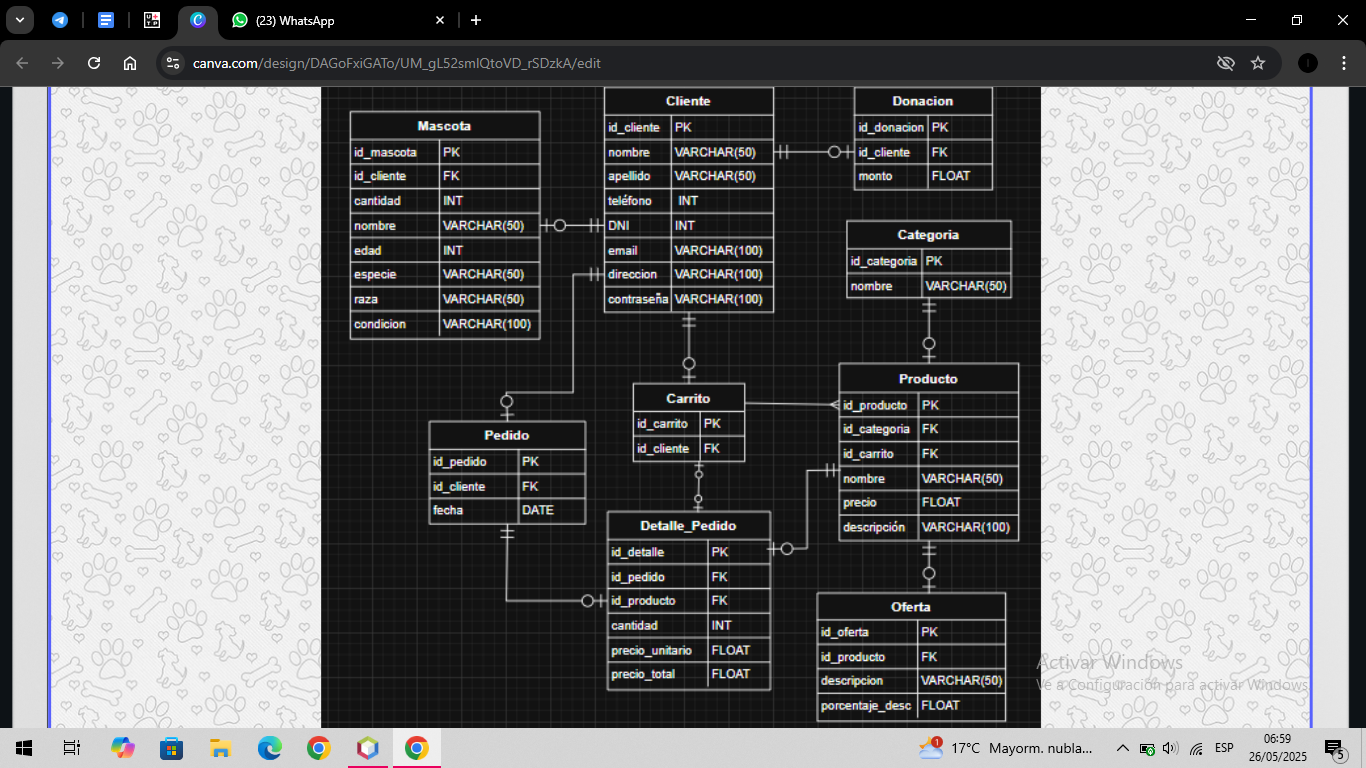 (23) WhatsApp
canva.com/design/DAGoFxiGATo/UM_gL52smIQtoVD_rSDzkA/edit
Mascota
id_mascota PK
id_cliente FK
cantidad INT
nombre VARCHAR(50)
edad INT
especie VARCHAR(50)
raza VARCHAR(50)
condicion VARCHAR(100)
Cliente
id_cliente PK
nombre VARCHAR(50)
apellido VARCHAR(50)
teléfono INT
DNI INT
email VARCHAR(100)
direccion VARCHAR(100)
contraseña VARCHAR(100)
Donacion
id_donacion PK
id_cliente FK
monto FLOAT
Categoria
id_categoria PK
nombre VARCHAR(50)
Pedido
id_pedido PK
id_cliente FK
fecha DATE
Carrito
id_carrito PK
id_cliente FK
Producto
id_producto PK
id_categoria FK
id_carrito FK
nombre VARCHAR(50)
precio FLOAT
descripción VARCHAR(100)
Detalle_Pedido
id_detalle PK
id_pedido FK
id_producto FK
cantidad INT
precio_unitario FLOAT
precio_total FLOAT
Oferta
id_oferta PK
id_producto FK
descripcion VARCHAR(50)
porcentaje_desc FLOAT
Activar Windows
Ve a Configuración para activar Windows.
1
17°C Mayorm. nubla...
ESP
06:59
26/05/2025
5